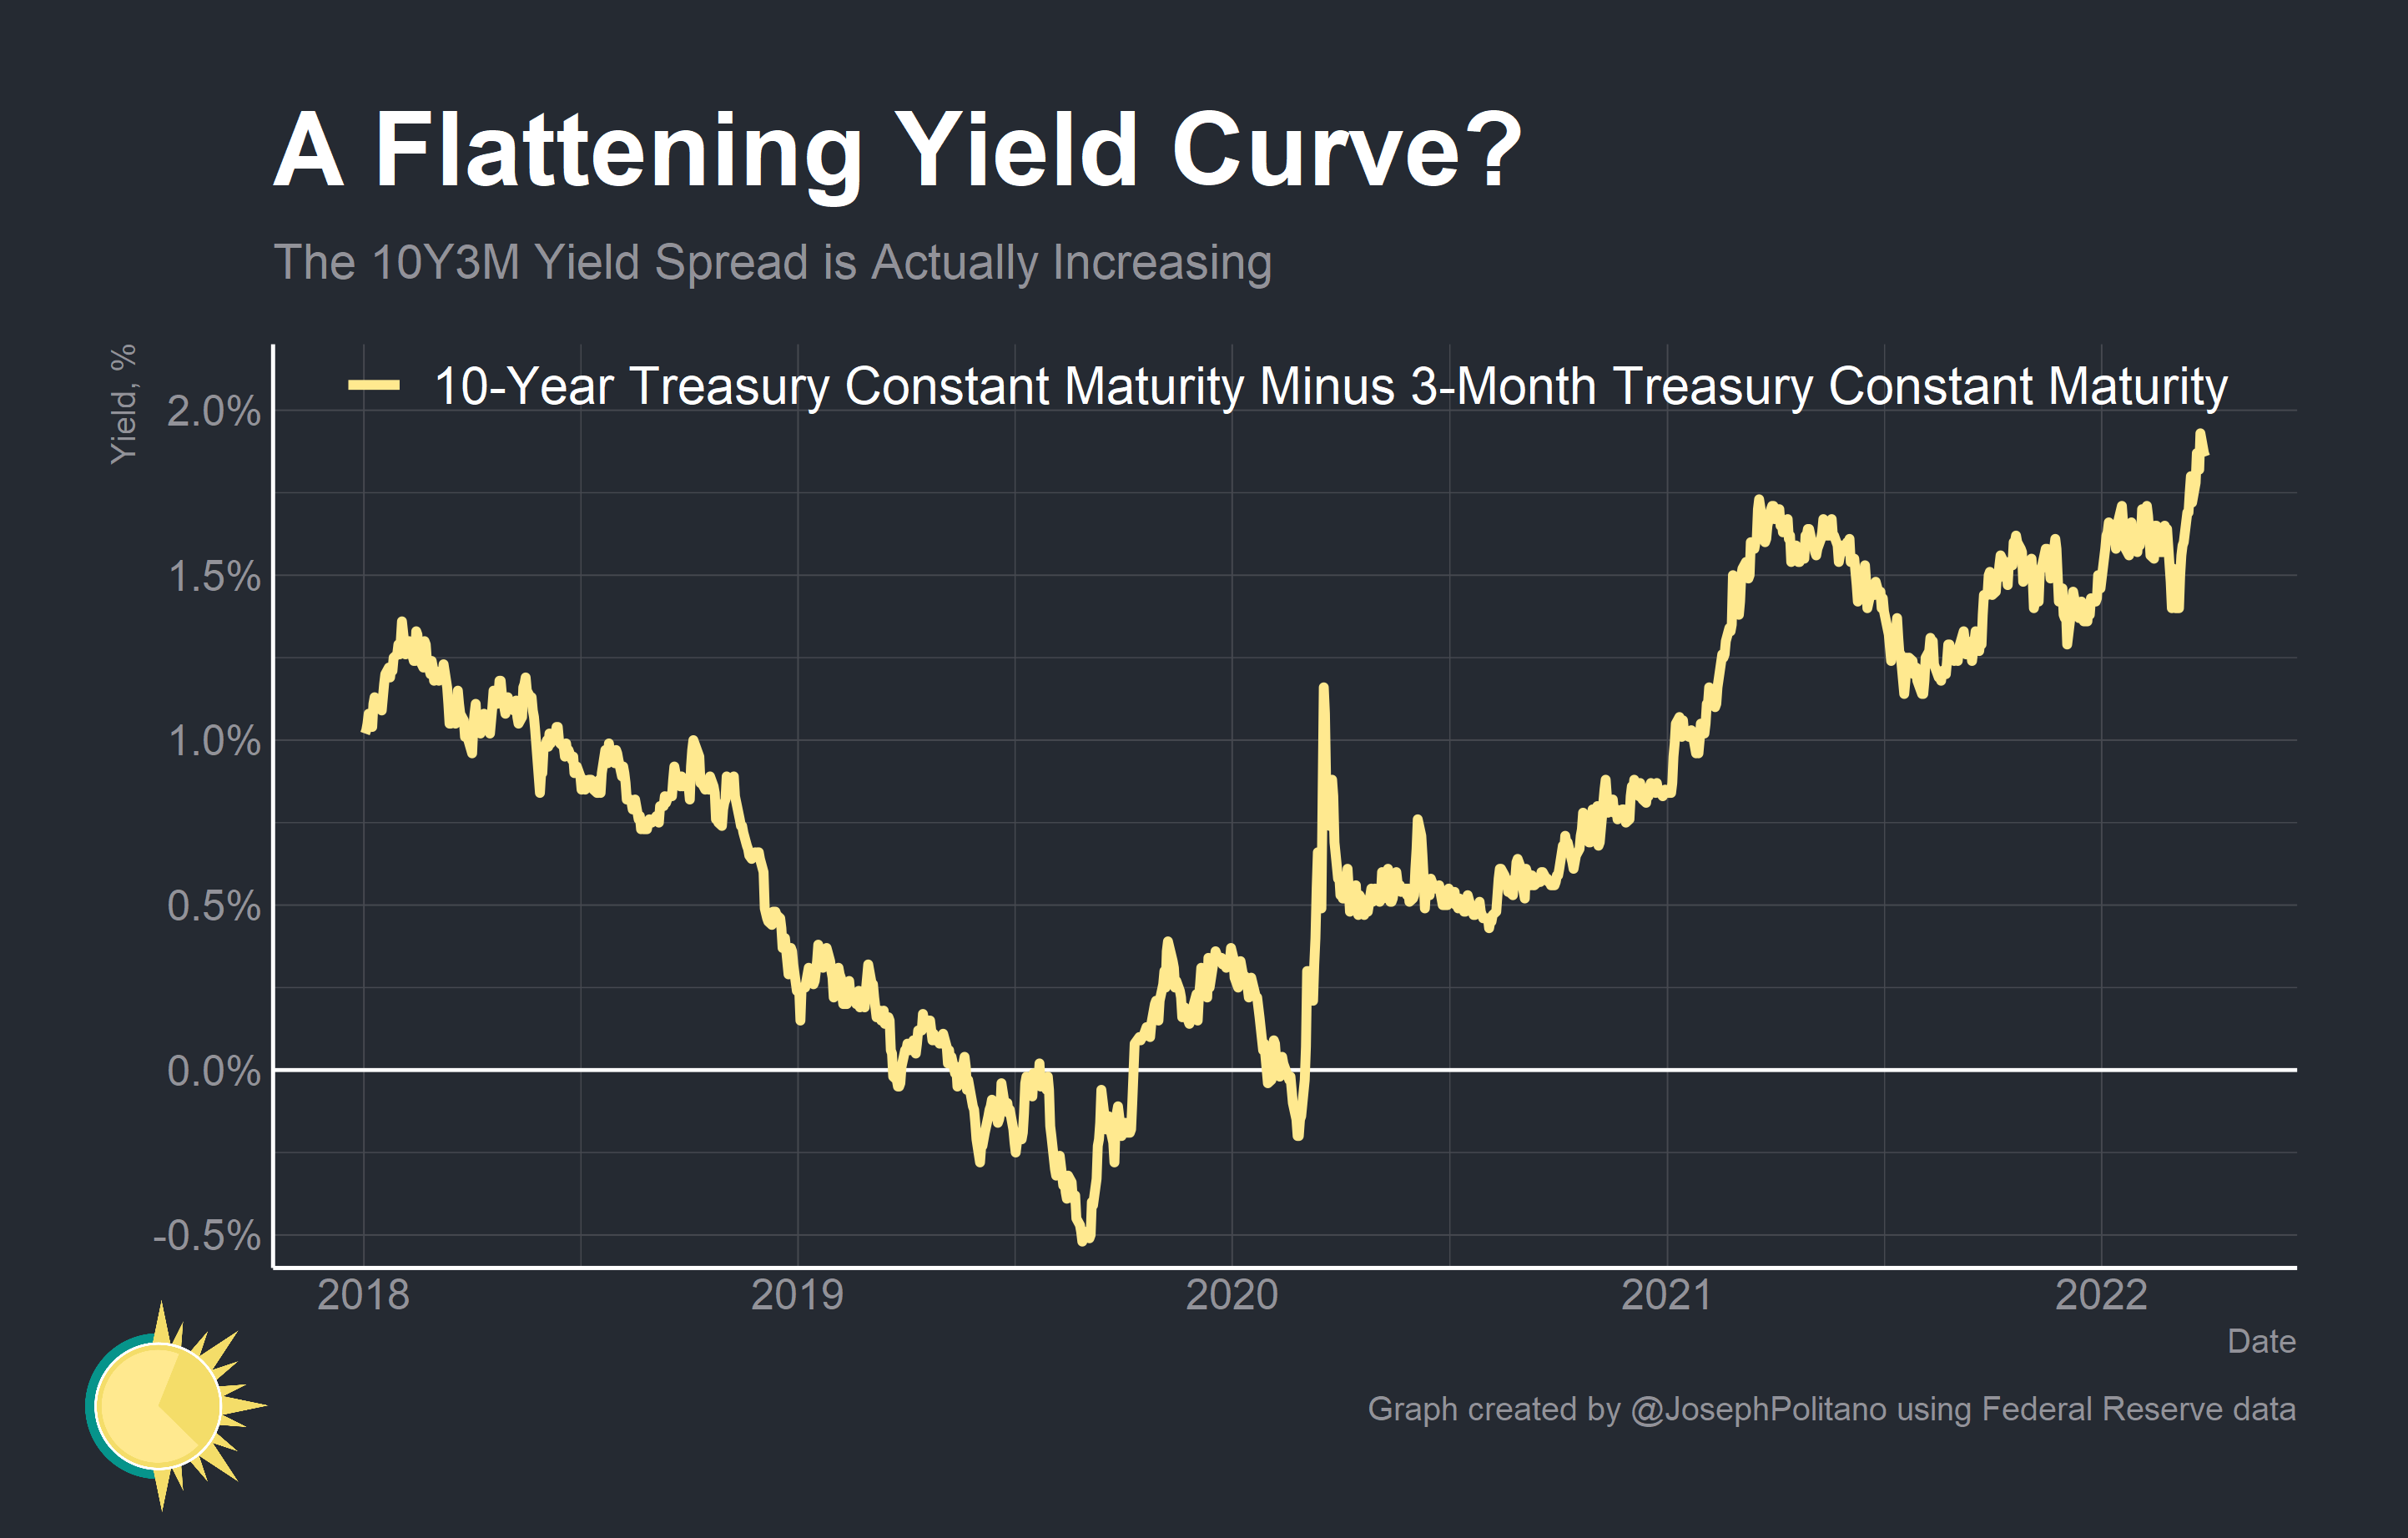 A Flattening Yield Curve?
The 10Y3M Yield Spread is Actually Increasing
Yield, %
10-Year Treasury Constant Maturity Minus 3-Month Treasury Constant Maturity
2.0%
1.5%
1.0%
0.5%
0.0%
-0.5%
2018 2019 2020 2021 2022
Date
Graph created by @JosephPolitano using Federal Reserve data